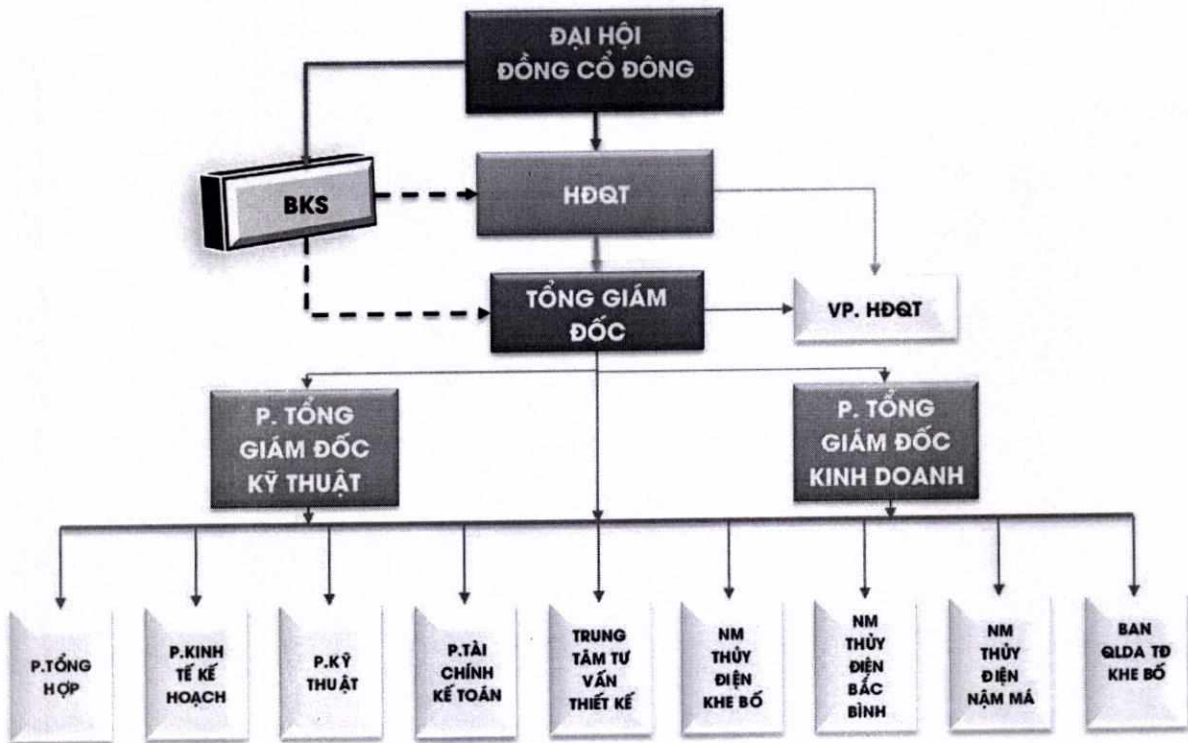 ĐẠI HỘI
ĐỒNG CỔ ĐÔNG
BKS
HĐQT
TỔNG GIÁM
ĐỐC
VP. HĐQT
P. TỔNG
GIÁM ĐỐC
KỸ THUẬT
P. TỔNG
GIÁM ĐỐC
KINH DOANH
P.TỔNG
HỢP
P.KINH
TẾ KẾ
HOẠCH
P.KỸ
THUẬT
P.TÀI
CHÍNH
KẾ TOÁN
TRUNG
TÂM TƯ
VẤN
THIẾT KẾ
NM
THỦY
ĐIỆN
KHE BỐ
NM
THỦY
ĐIỆN
BẮC
BÌNH
NM
THỦY
ĐIỆN
NẬM MÁ
BAN
QLDA TĐ
KHE BỐ